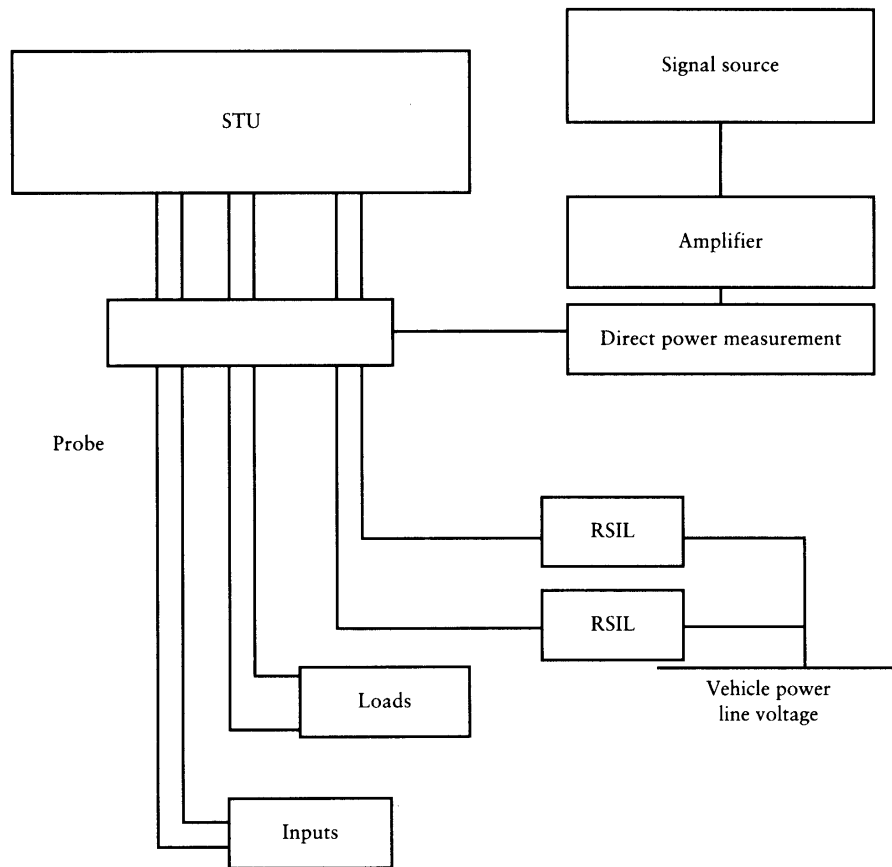 Signal source
STU
Amplifier
Direct power measurement
Probe
RSIL
RSIL
Loads
Vehicle power
line voltage
Inputs